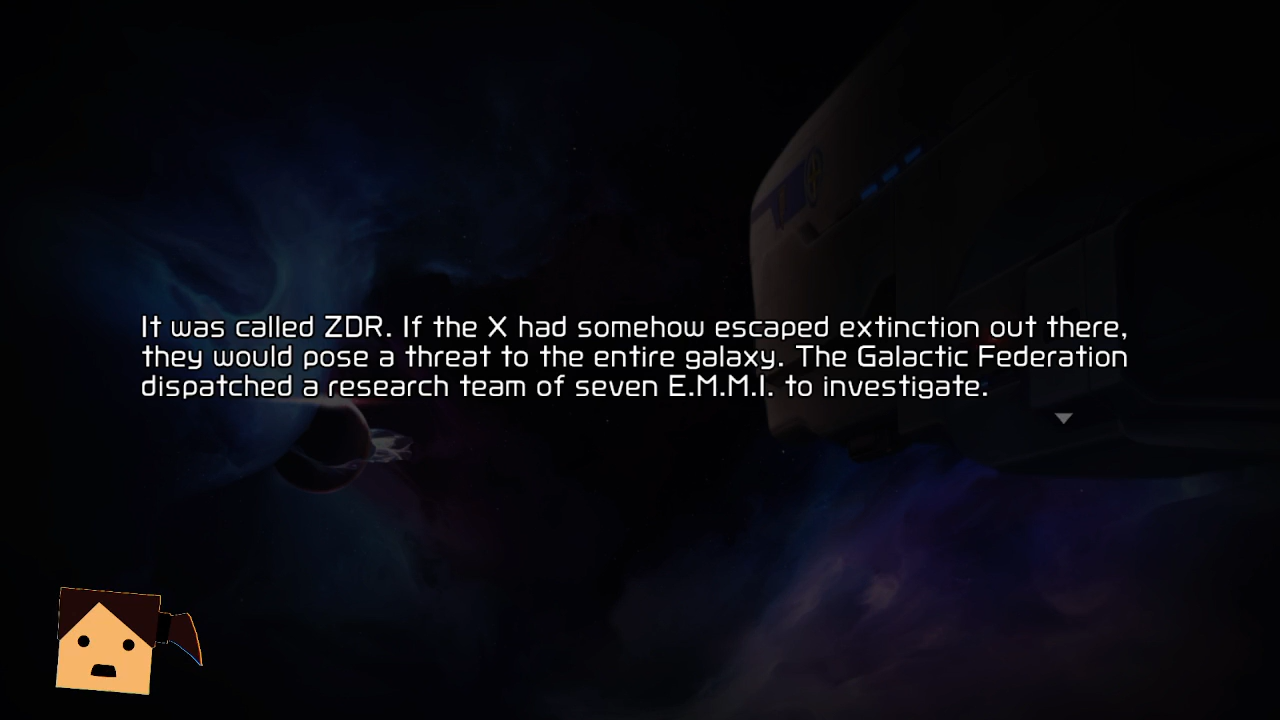 It was called ZDR. If the X had somehow escaped extinction out there,
they would pose a threat to the entire galaxy. The Galactic Federation
dispatched a research team of seven E.M.M.I. to investigate.